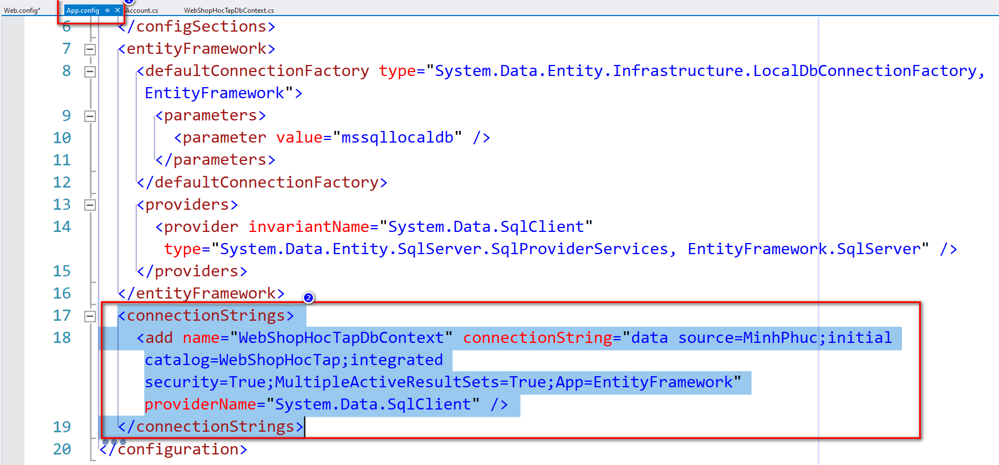 Web.config*
App.config
Account.cs
WebShopHocTapDbContext.cs
1
6 </configSections>
7 <entityFramework>
8 <defaultConnectionFactory type="System.Data.Entity.Infrastructure.LocalDbConnectionFactory,
EntityFramework">
9 <parameters>
10 <parameter value="mssqllocaldb" />
11 </parameters>
12 </defaultConnectionFactory>
13 <providers>
14 <provider invariantName="System.Data.SqlClient"
type="System.Data.Entity.SqlServer.SqlProviderServices, EntityFramework.SqlServer" />
15 </providers>
16 </entityFramework>
2
17 <connectionStrings>
18 <add name="WebShopHocTapDbContext" connectionString="data source=MinhPhuc;initial
catalog=WebShopHocTap;integrated
security=True;MultipleActiveResultSets=True;App=EntityFramework"
providerName="System.Data.SqlClient" />
19 </connectionStrings>
20 </configuration>